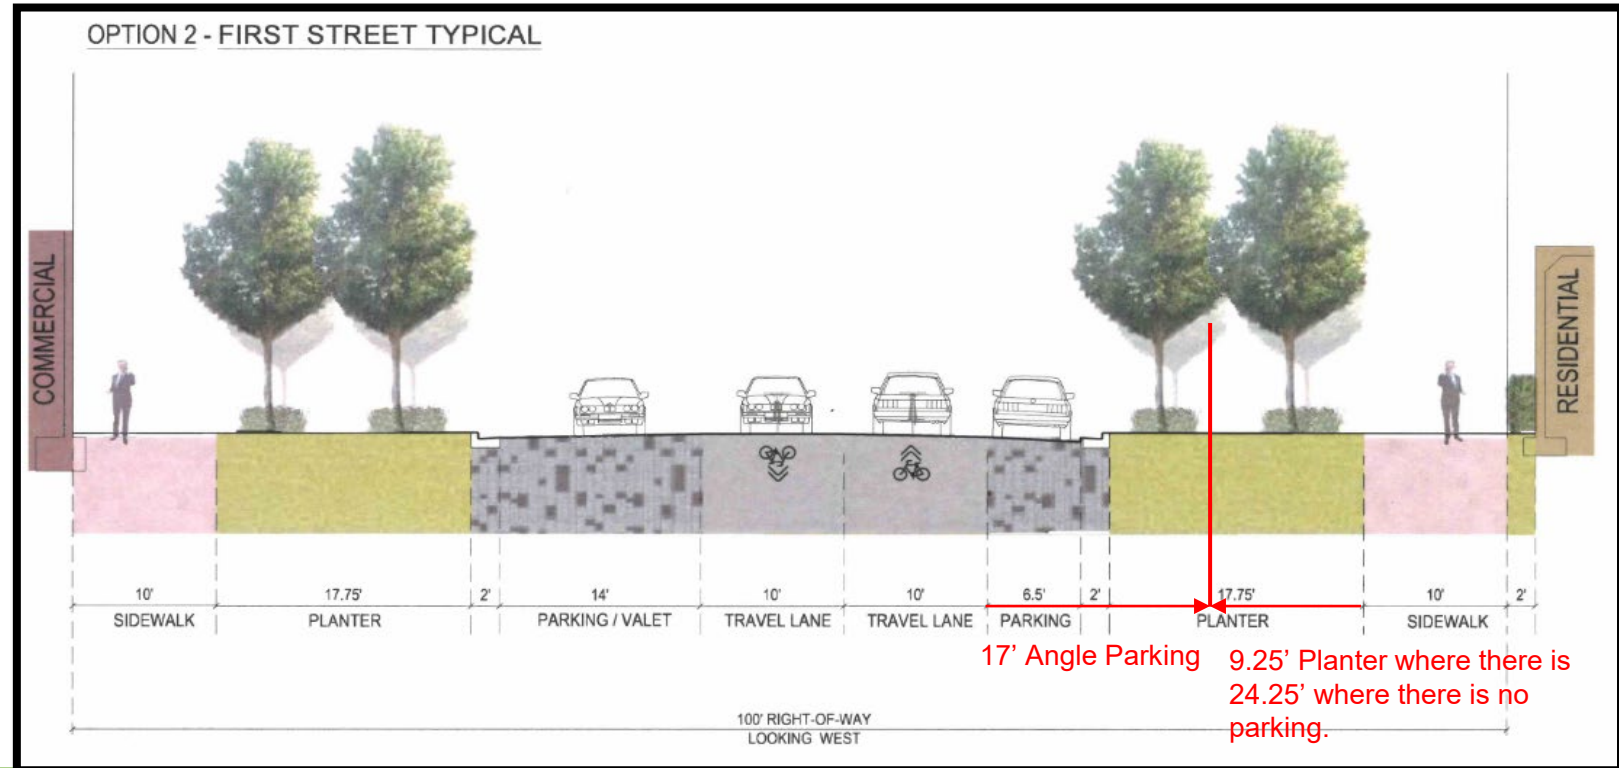 OPTION 2 - FIRST STREET TYPICAL
COMMERCIAL
RESIDENTIAL
10' 17.75' 2' 14' 10' 10' 6.5' 2' 17.75' 10' 2'
SIDEWALK PLANTER PARKING / VALET TRAVEL LANE TRAVEL LANE PARKING PLANTER SIDEWALK
17’ Angle Parking
9.25’ Planter where there is
24.25’ where there is no
parking.
100' RIGHT-OF-WAY
LOOKING WEST